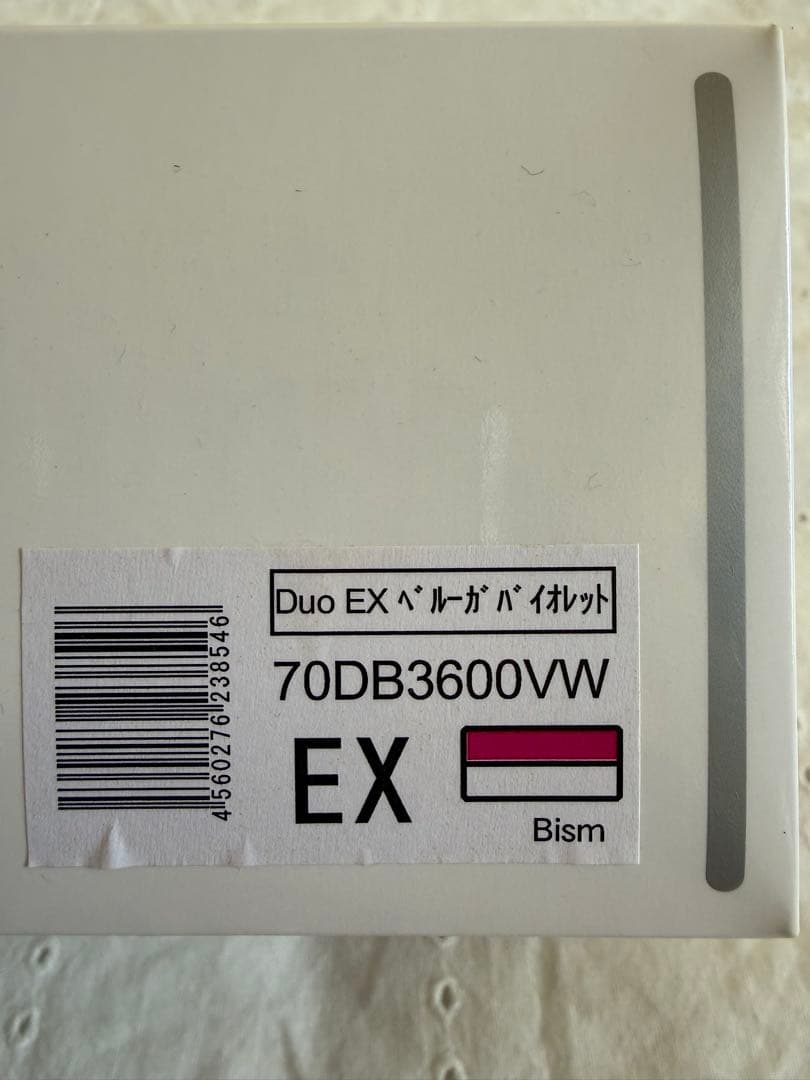 Duo EX ﾍﾞﾙｰｶﾞﾊﾞｲｵﾚｯﾄ
70DB3600VW
EX
Bism
4560276238546